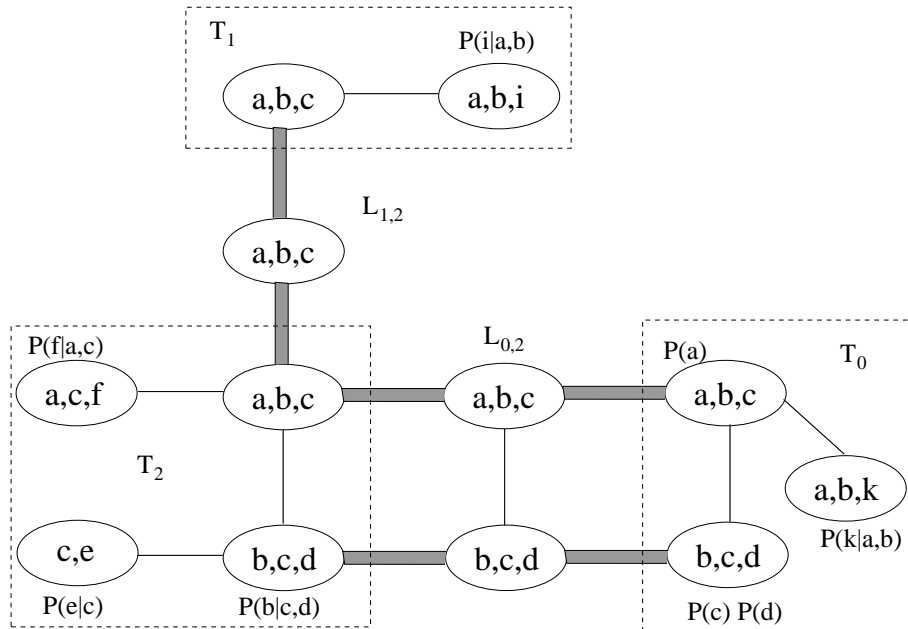 T1
P(i|a,b)
a,b,c
a,b,i
L1,2
a,b,c
P(f|a,c)
L0,2
P(a)
T0
a,c,f
a,b,c
a,b,c
a,b,c
T2
a,b,k
P(k|a,b)
c,e
b,c,d
b,c,d
b,c,d
P(e|c)
P(b|c,d)
P(c) P(d)